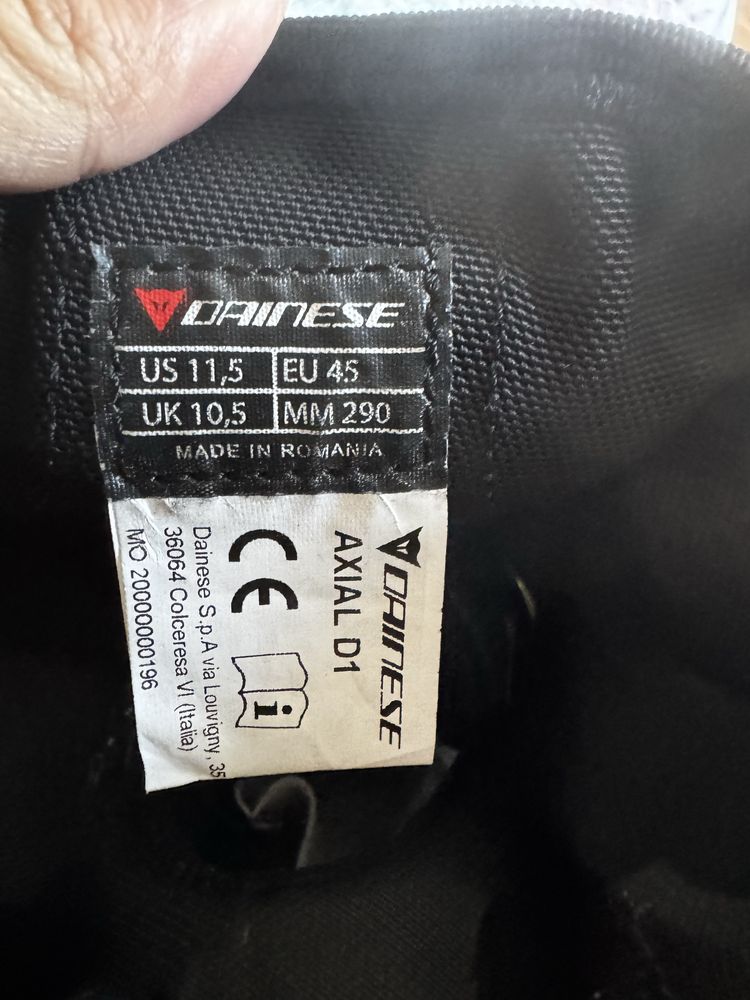 DAINESE
US 11,5 EU 45
UK 10,5 MM 290
MADE IN ROMANIA
DAINESE
AXIAL D1
CE
i
Dainese S.p.A via Louvigny, 35
36064 Colceresa VI (Italia)
MO 20000000196